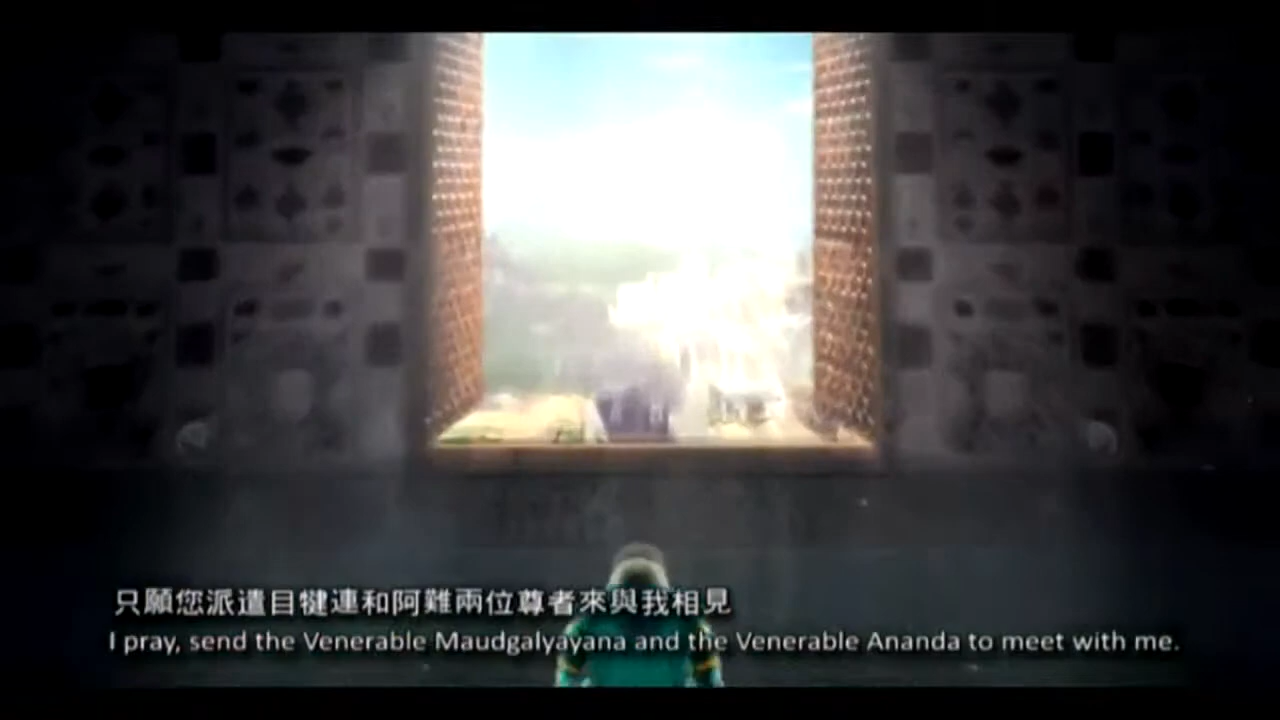 只願您派遣目犍連和阿難兩位尊者來與我相見
I pray, send the Venerable Maudgalyayana and the Venerable Ananda to meet with me.